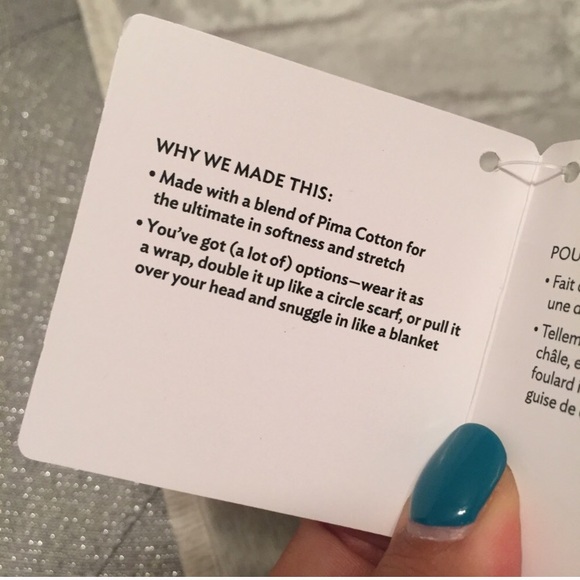 WHY WE MADE THIS:
• Made with a blend of Pima Cotton for
the ultimate in softness and stretch
• You've got (a lot of) options—wear it as
a wrap, double it up like a circle scarf, or pull it
over your head and snuggle in like a blanket
POU
• Fait
une d
• Tellem
châle, e
foulard
guise de